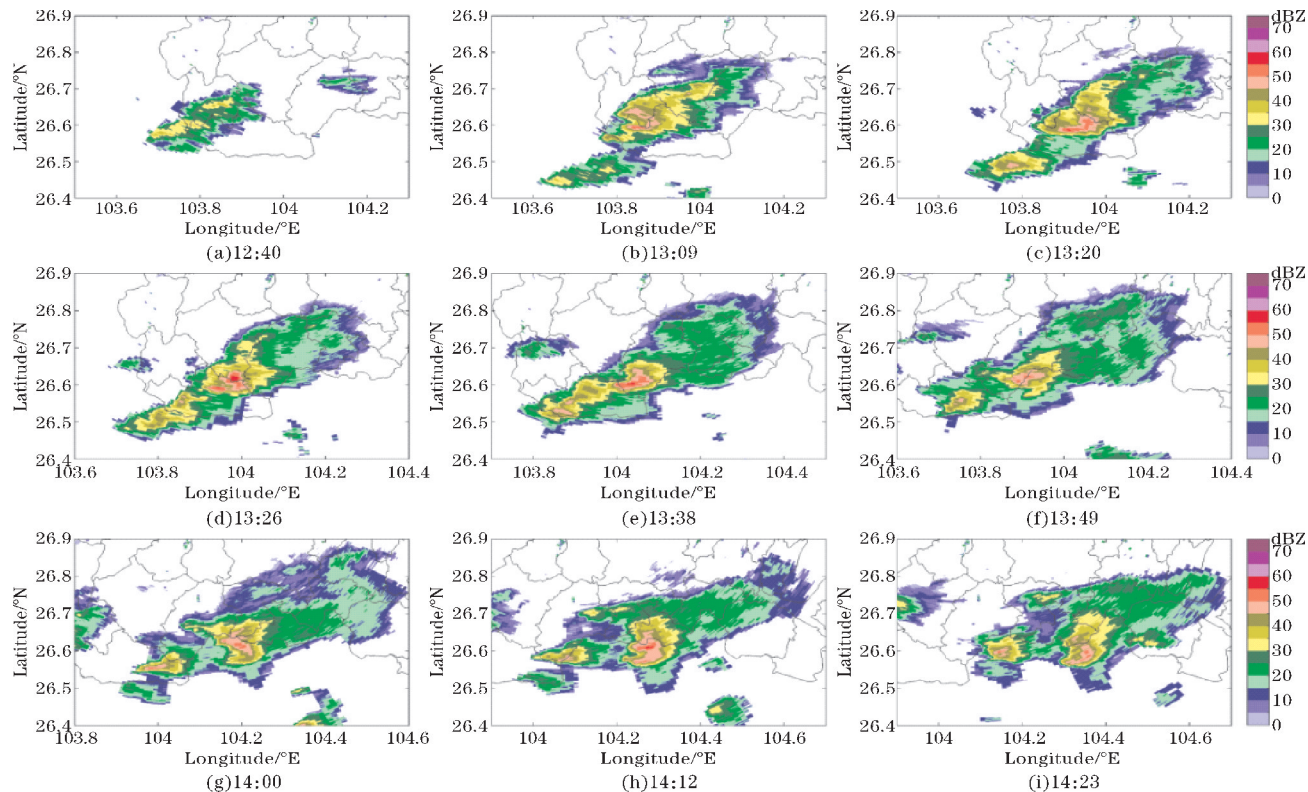 dBZ
26.9 26.9 26.9 70
26.8 26.8 26.8 60
26.7 26.7 26.7 50
26.6 26.6 26.6 40
26.5 26.5 26.5 30
26.4 26.4 26.4 20
10
0
Latitude/°N Latitude/°N Latitude/°N
103.6 103.8 104 104.2 103.6 103.8 104 104.2 103.6 103.8 104 104.2
Longitude/°E Longitude/°E Longitude/°E
(a)12:40 (b)13:09 (c)13:20
dBZ
26.9 26.9 26.9 70
26.8 26.8 26.8 60
26.7 26.7 26.7 50
26.6 26.6 26.6 40
26.5 26.5 26.5 30
26.4 26.4 26.4 20
10
0
Latitude/°N Latitude/°N Latitude/°N
103.6 103.8 104 104.2 104.4 103.8 104 104.2 104.4 103.6 103.8 104 104.2 104.4
Longitude/°E Longitude/°E Longitude/°E
(d)13:26 (e)13:38 (f)13:49
dBZ
26.9 26.9 26.9 70
26.8 26.8 26.8 60
26.7 26.7 26.7 50
26.6 26.6 26.6 40
26.5 26.5 26.5 30
26.4 26.4 26.4 20
10
0
Latitude/°N Latitude/°N Latitude/°N
103.8 104 104.2 104.4 104.6 104 104.2 104.4 104.6 104 104.2 104.4 104.6
Longitude/°E Longitude/°E Longitude/°E
(g)14:00 (h)14:12 (i)14:23